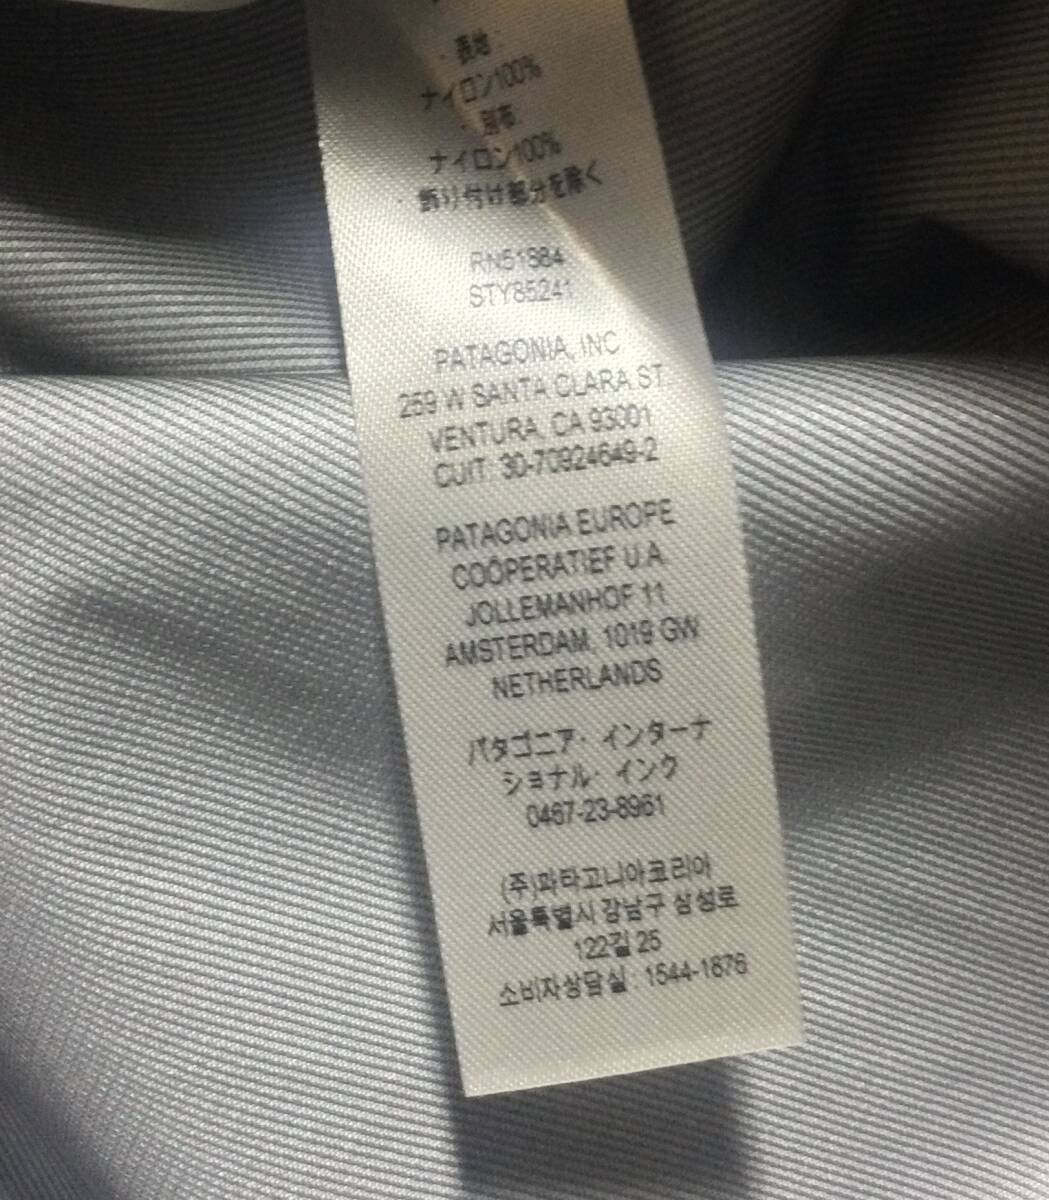 ・表地・
ナイロン100%
・別布・
ナイロン100%
・飾り付け部分を除く
RN51884
STY85241
PATAGONIA, INC
259 W SANTA CLARA ST
VENTURA, CA 93001
CUIT: 30-70924649-2
PATAGONIA EUROPE
COÖPERATIEF U.A.
JOLLEMANHOF 11
AMSTERDAM, 1019 GW
NETHERLANDS
パタゴニア・インターナ
ショナル・インク
0467-23-8961
(주)파타고니아코리아
서울특별시 강남구 삼성로
122길 25
소비자상담실 : 1544-1876